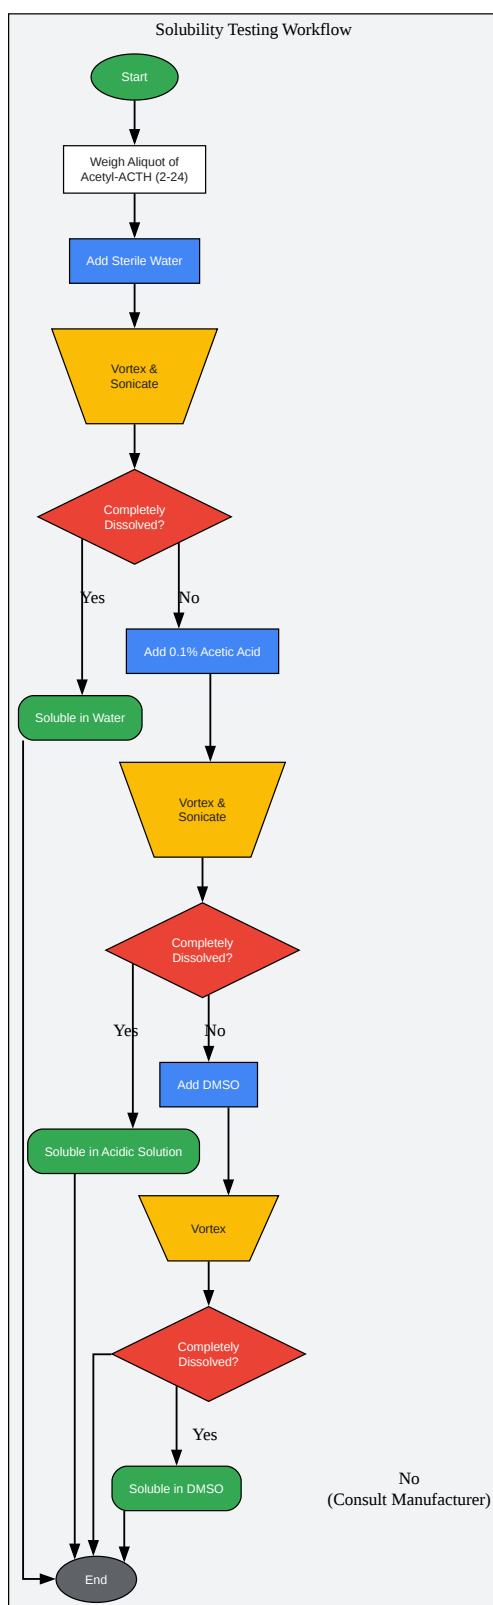 Solubility Testing Workflow
Start
Weigh Aliquot of
Acetyl-ACTH (2-24)
Add Sterile Water
Vortex &
Sonicate
Completely
Dissolved?
Yes
No
Add 0.1% Acetic Acid
Soluble in Water
Vortex &
Sonicate
Completely
Dissolved?
Yes
No
Add DMSO
Soluble in Acidic Solution
Vortex
Completely
Dissolved?
Yes
No
(Consult Manufacturer)
Soluble in DMSO
End